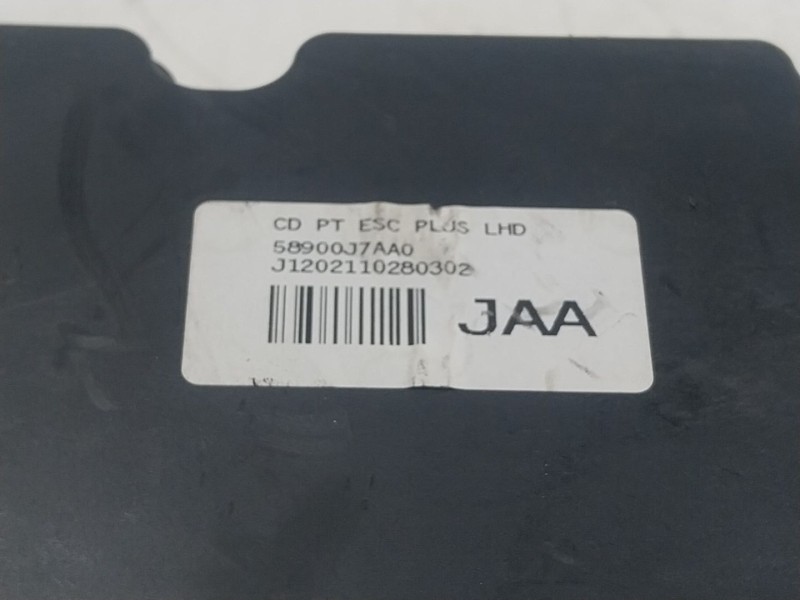 CD PT ESC PLUS LHD
58900J7AA0
J1202110280302
JAA